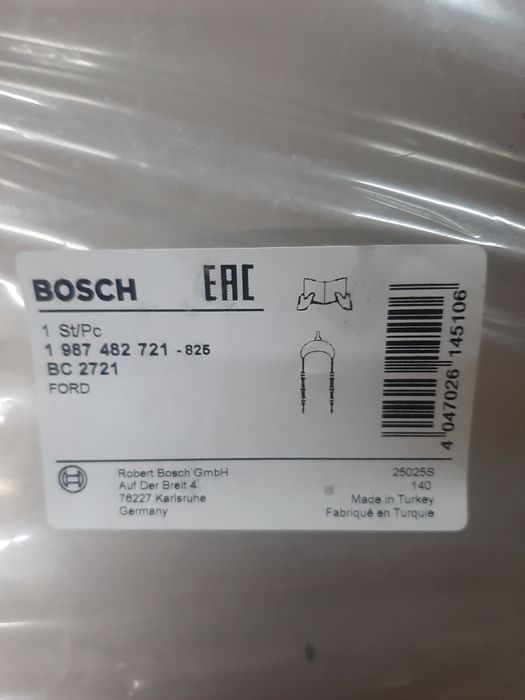 BOSCH EAC
1 St/Pc
1 987 482 721 - 825
BC 2721
FORD
4 047026 145106
Robert Bosch GmbH
Auf Der Breit 4
76227 Karlsruhe
Germany
25025S
140
Made in Turkey
Fabriqué en Turquie